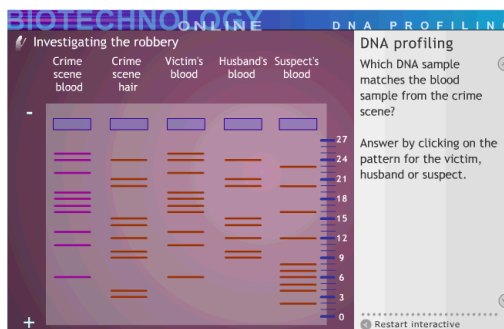 BIOTECHNOLOGY
ONLINE
DNA PROFILING
Investigating the robbery
Crime scene blood
Crime scene hair
Victim's blood
Husband's blood
Suspect's blood
-
27
24
21
18
15
12
9
6
3
0
+
DNA profiling
Which DNA sample
matches the blood
sample from the crime
scene?
Answer by clicking on the
pattern for the victim,
husband or suspect.
Restart interactive